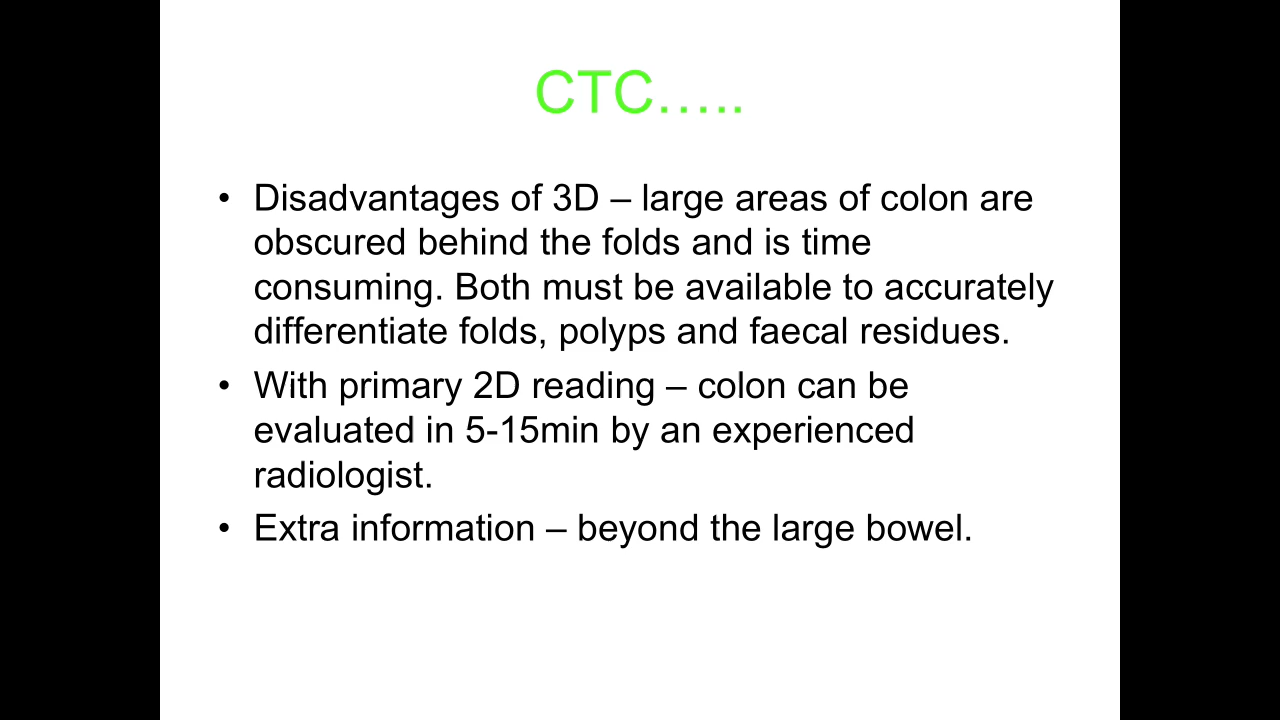 CTC…..
• Disadvantages of 3D – large areas of colon are
obscured behind the folds and is time
consuming. Both must be available to accurately
differentiate folds, polyps and faecal residues.
• With primary 2D reading – colon can be
evaluated in 5-15min by an experienced
radiologist.
• Extra information – beyond the large bowel.